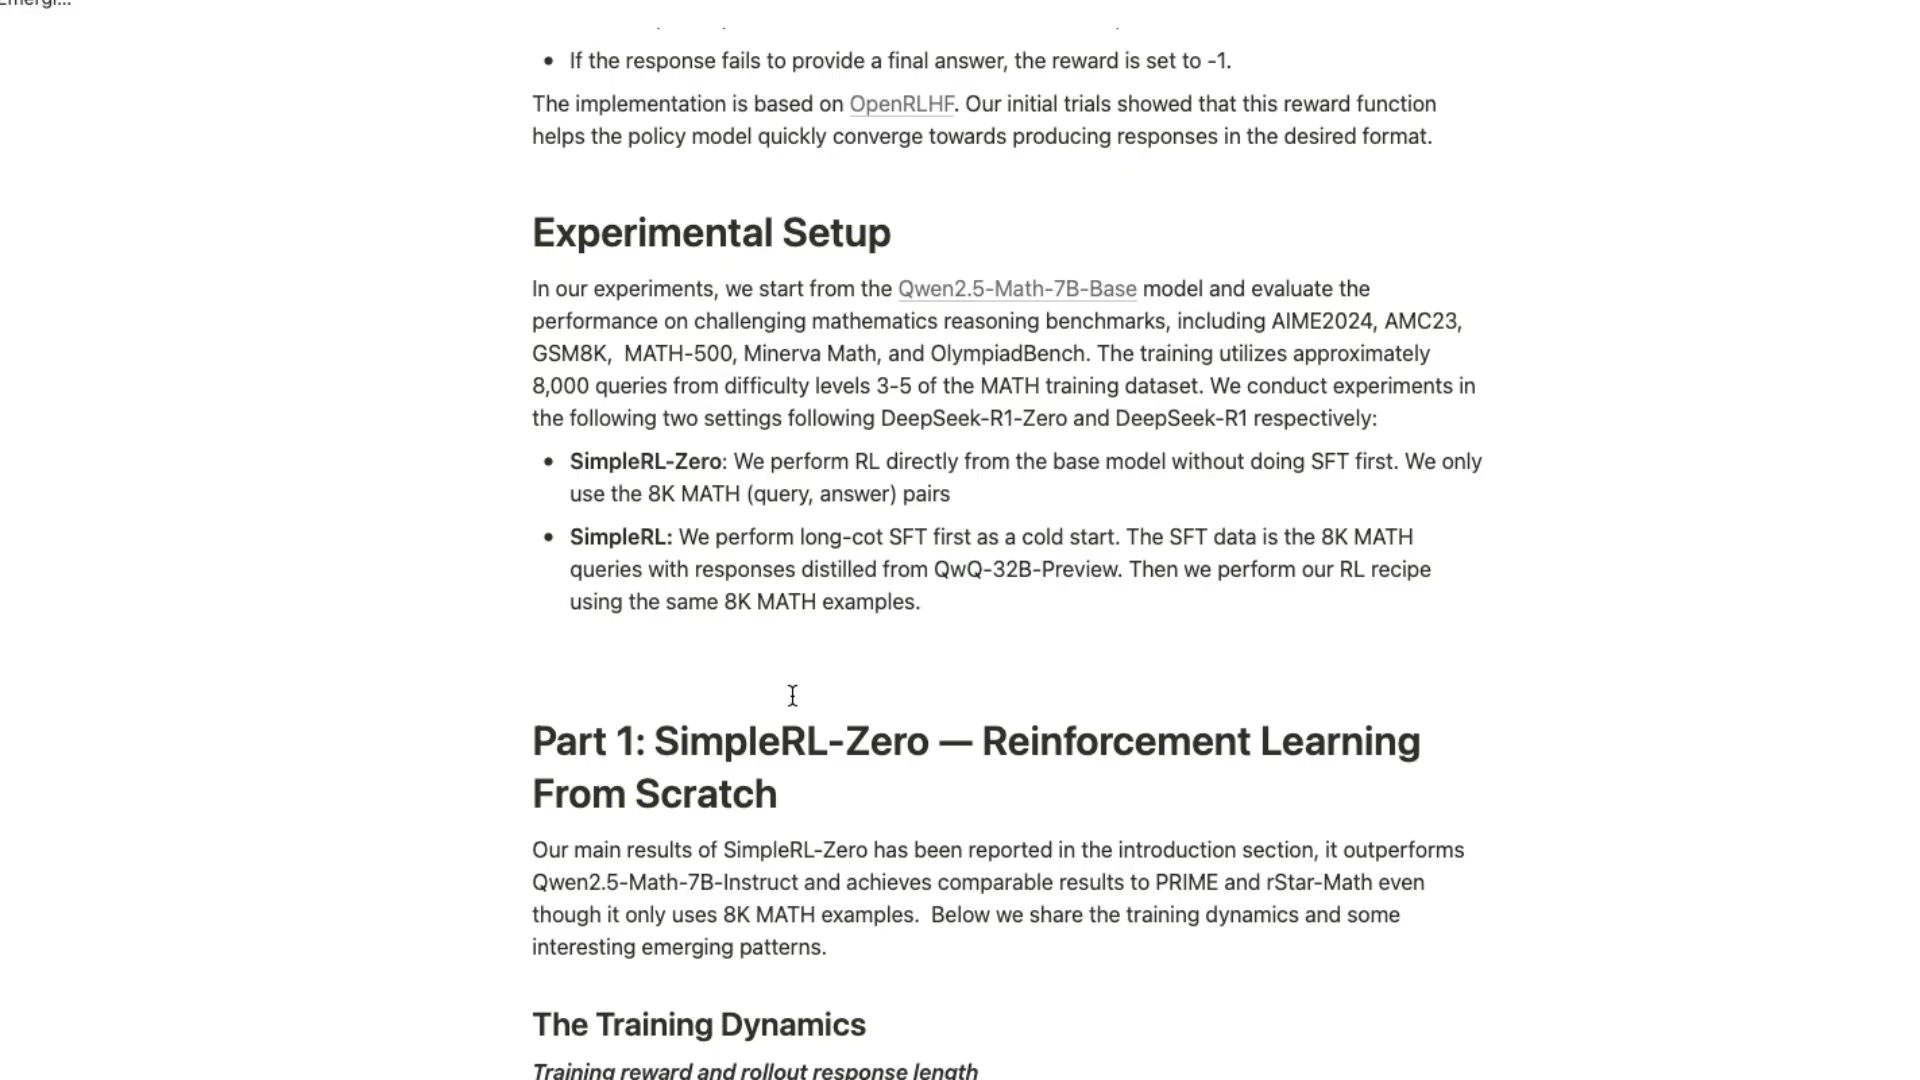 • If the response fails to provide a final answer, the reward is set to -1.
The implementation is based on OpenRLHF. Our initial trials showed that this reward function
helps the policy model quickly converge towards producing responses in the desired format.
Experimental Setup
In our experiments, we start from the Qwen2.5-Math-7B-Base model and evaluate the
performance on challenging mathematics reasoning benchmarks, including AIME2024, AMC23,
GSM8K,  MATH-500, Minerva Math, and OlympiadBench. The training utilizes approximately
8,000 queries from difficulty levels 3-5 of the MATH training dataset. We conduct experiments in
the following two settings following DeepSeek-R1-Zero and DeepSeek-R1 respectively:
• SimpleRL-Zero: We perform RL directly from the base model without doing SFT first. We only
use the 8K MATH (query, answer) pairs
• SimpleRL: We perform long-cot SFT first as a cold start. The SFT data is the 8K MATH
queries with responses distilled from QwQ-32B-Preview. Then we perform our RL recipe
using the same 8K MATH examples.
Part 1: SimpleRL-Zero — Reinforcement Learning
From Scratch
Our main results of SimpleRL-Zero has been reported in the introduction section, it outperforms
Qwen2.5-Math-7B-Instruct and achieves comparable results to PRIME and rStar-Math even
though it only uses 8K MATH examples.  Below we share the training dynamics and some
interesting emerging patterns.
The Training Dynamics
Training reward and rollout response length